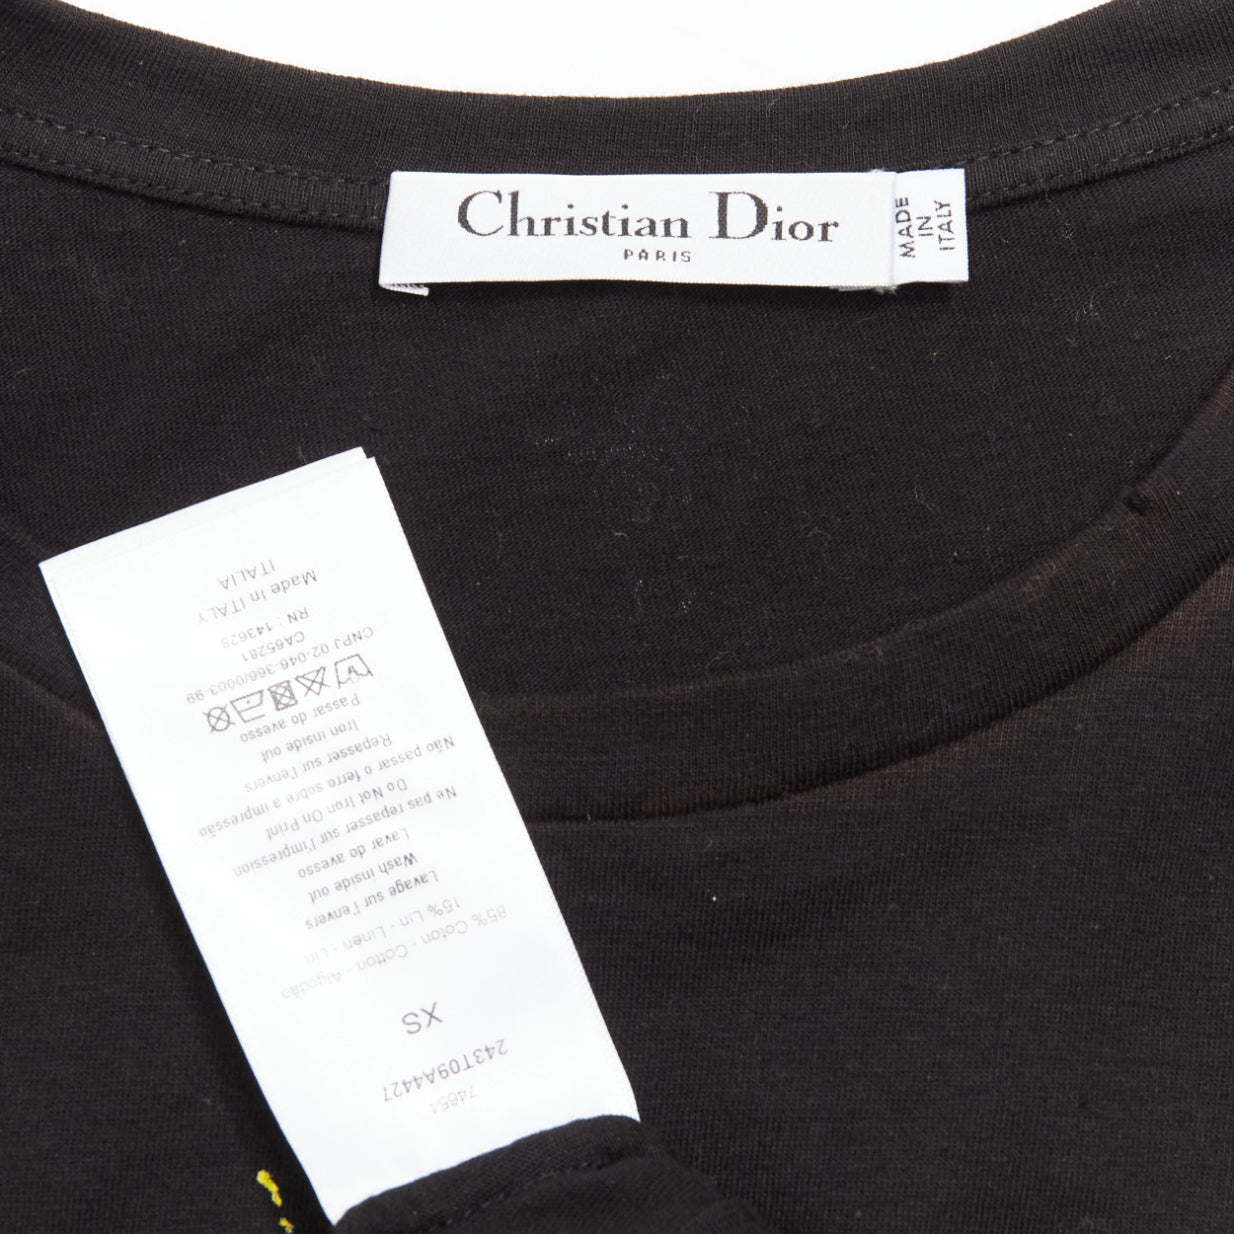 Christian Dior
PARIS
MADE
IN
ITALY
74654
243T09A4427
XS
85% Coton - Cotton - Algodão
15% Lin - Linen - Lin
Lavage sur l'envers
Wash inside out
Lavar do avesso
Ne pas repasser sur l'impression
Do Not Iron On Print
Não passar o ferro sobre a impressão
Repasser sur l'envers
Iron inside out
Passar do avesso
CNPJ 02-046-366/0003-99
CA65281
RN : 143628
Made In ITALY
ITALIA